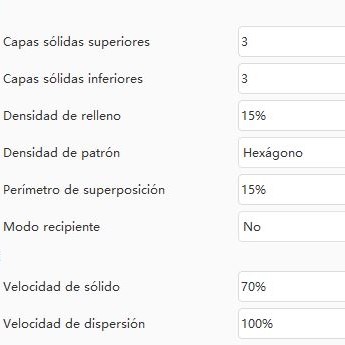 Capas sólidas superiores 3
Capas sólidas inferiores 3
Densidad de relleno 15%
Densidad de patrón Hexágono
Perímetro de superposición 15%
Modo recipiente No
Velocidad de sólido 70%
Velocidad de dispersión 100%